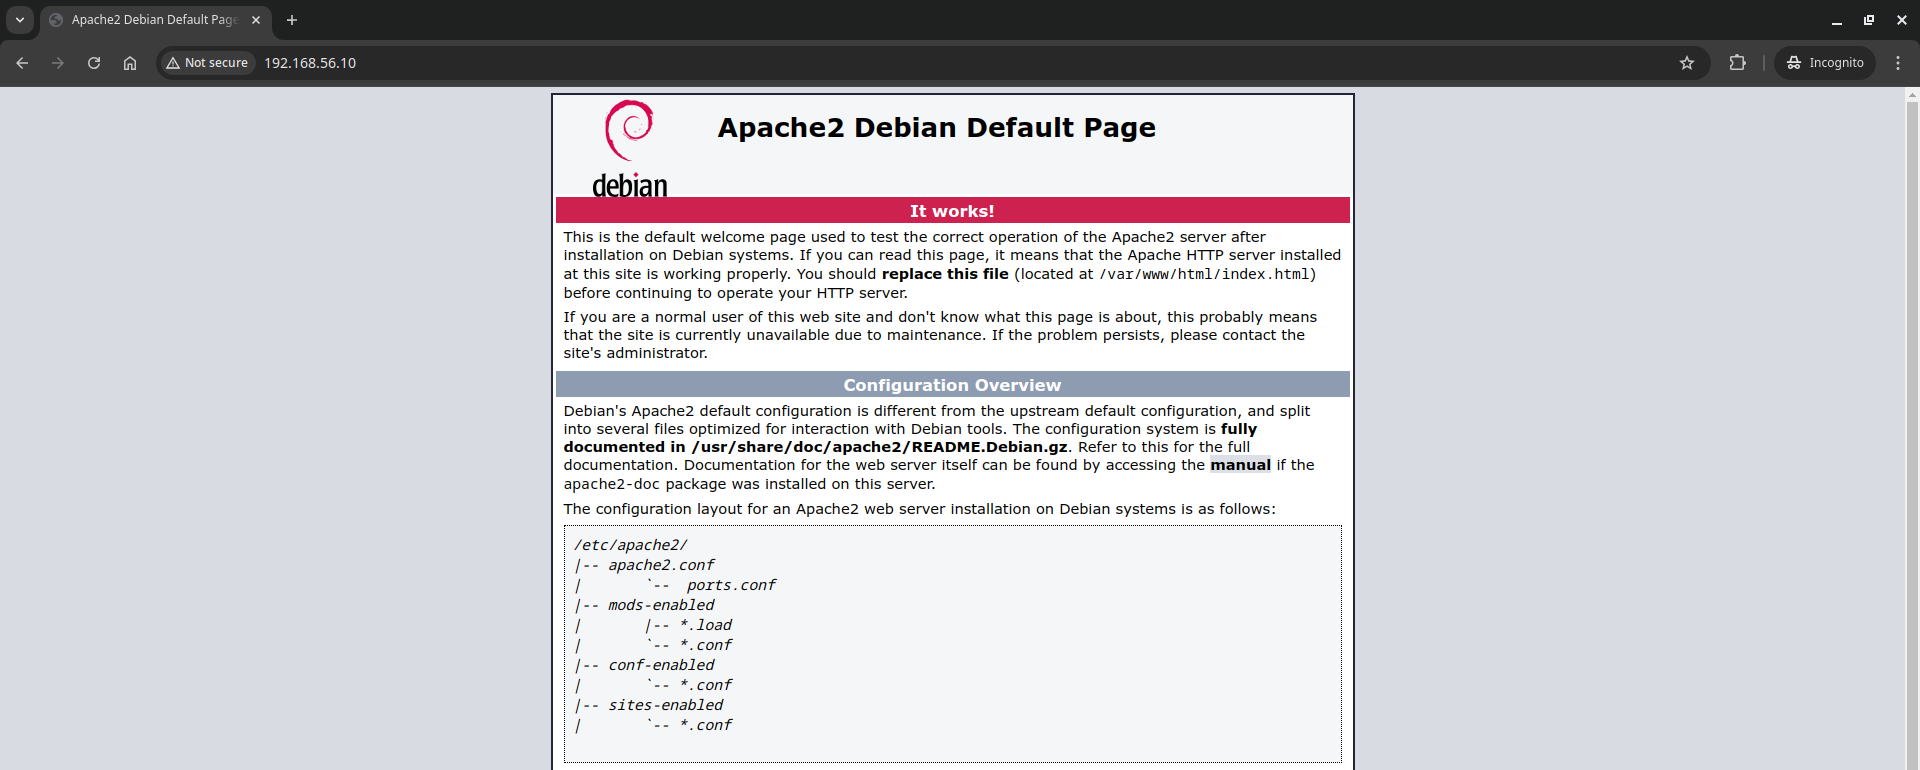 Apache2 Debian Default Page
Not secure
192.168.56.10
Incognito
debian
Apache2 Debian Default Page
It works!
This is the default welcome page used to test the correct operation of the Apache2 server after
installation on Debian systems. If you can read this page, it means that the Apache HTTP server installed
at this site is working properly. You should replace this file (located at /var/www/html/index.html)
before continuing to operate your HTTP server.
If you are a normal user of this web site and don't know what this page is about, this probably means
that the site is currently unavailable due to maintenance. If the problem persists, please contact the
site's administrator.
Configuration Overview
Debian's Apache2 default configuration is different from the upstream default configuration, and split
into several files optimized for interaction with Debian tools. The configuration system is fully
documented in /usr/share/doc/apache2/README.Debian.gz. Refer to this for the full
documentation. Documentation for the web server itself can be found by accessing the manual if the
apache2-doc package was installed on this server.
The configuration layout for an Apache2 web server installation on Debian systems is as follows:
/etc/apache2/
|-- apache2.conf
|       `--  ports.conf
|-- mods-enabled
|       |-- *.load
|       `-- *.conf
|-- conf-enabled
|       `-- *.conf
|-- sites-enabled
|       `-- *.conf